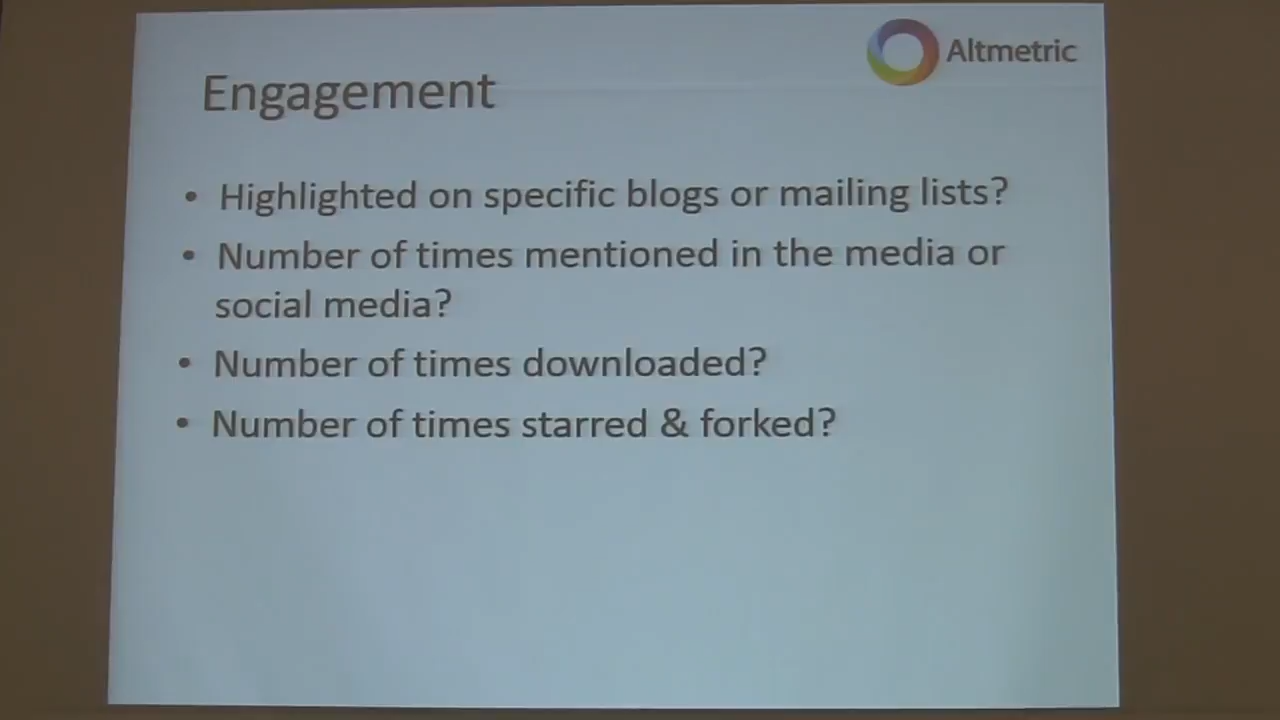 Altmetric
Engagement
• Highlighted on specific blogs or mailing lists?
• Number of times mentioned in the media or
social media?
• Number of times downloaded?
• Number of times starred & forked?